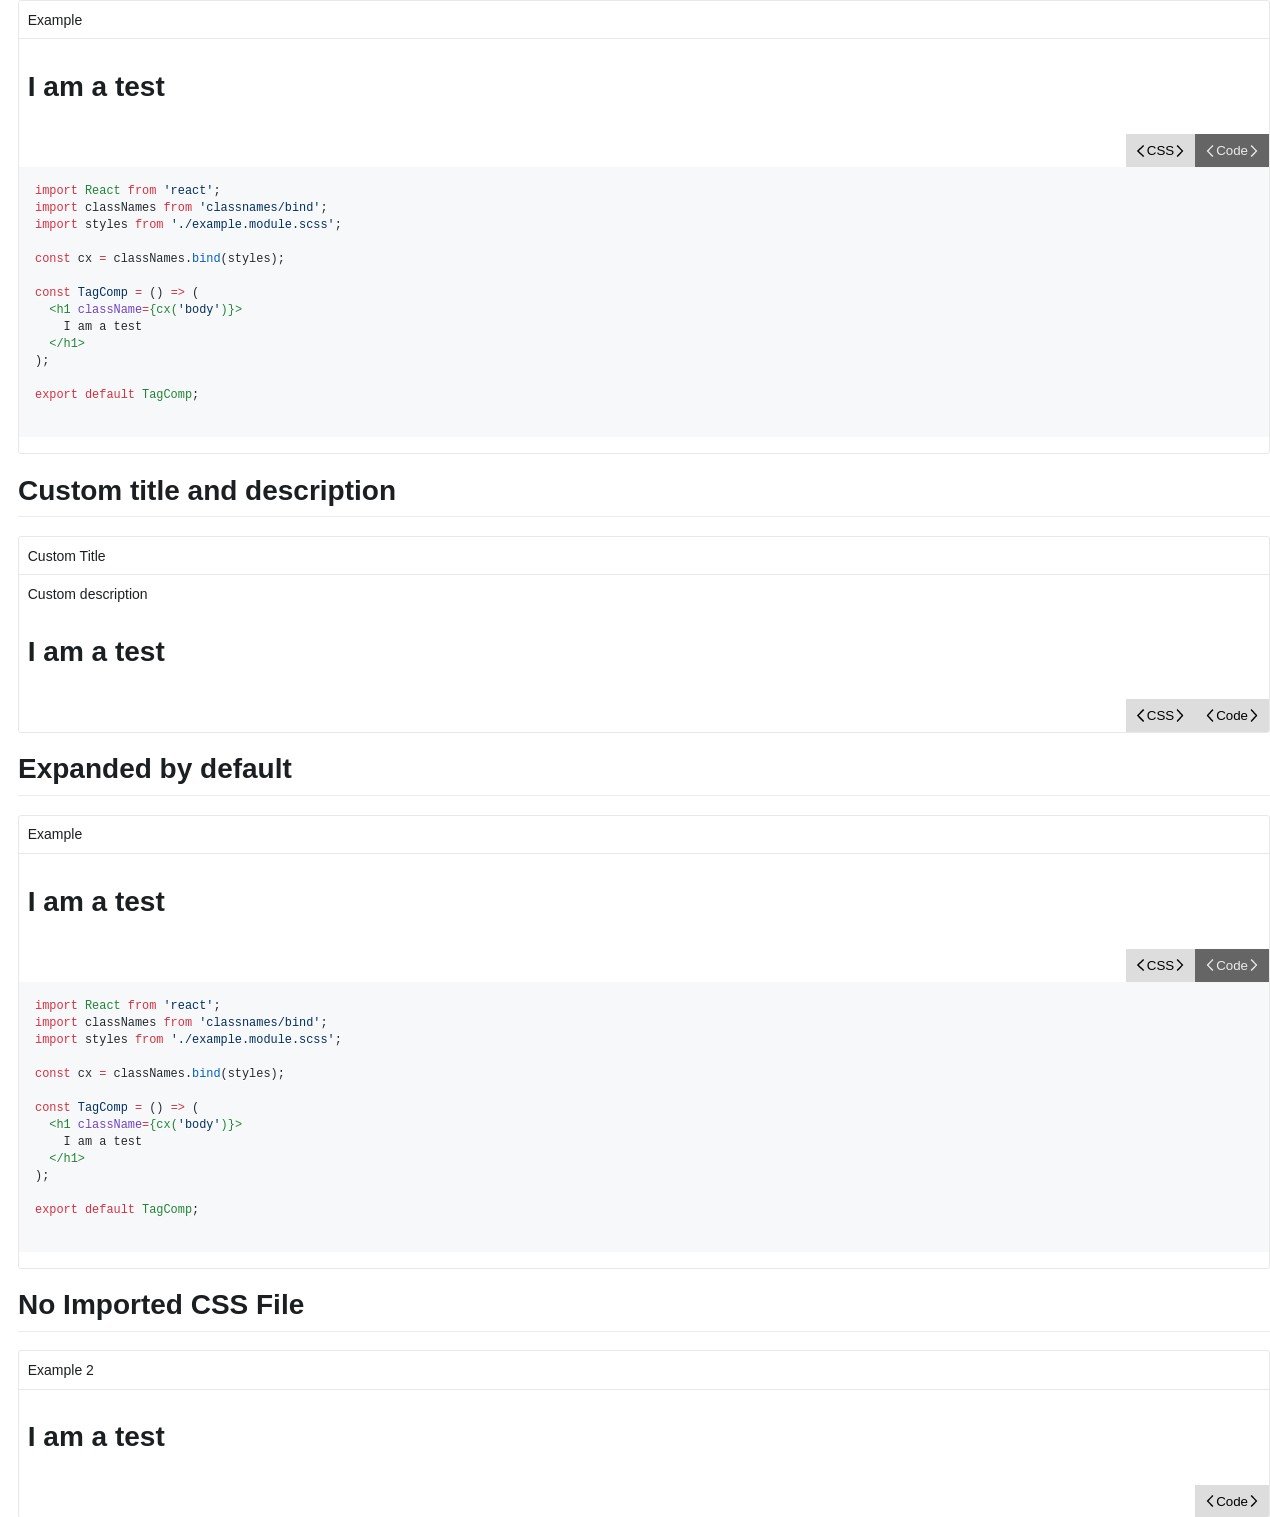 Example
I am a test
CSS Code
import React from 'react';
import classNames from 'classnames/bind';
import styles from './example.module.scss';
const cx = classNames.bind(styles);
const TagComp = () => (
  <h1 className={cx('body')}>
    I am a test
  </h1>
);
export default TagComp;
Custom title and description
Custom Title
Custom description
I am a test
CSS Code
Expanded by default
Example
I am a test
CSS Code
import React from 'react';
import classNames from 'classnames/bind';
import styles from './example.module.scss';
const cx = classNames.bind(styles);
const TagComp = () => (
  <h1 className={cx('body')}>
    I am a test
  </h1>
);
export default TagComp;
No Imported CSS File
Example 2
I am a test
Code